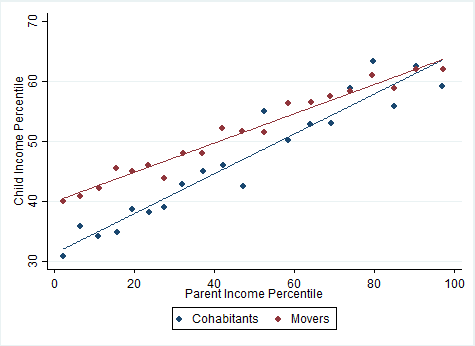 70
60
50
40
30
Child Income Percentile
0 20 40 60 80 100
Parent Income Percentile
Cohabitants Movers